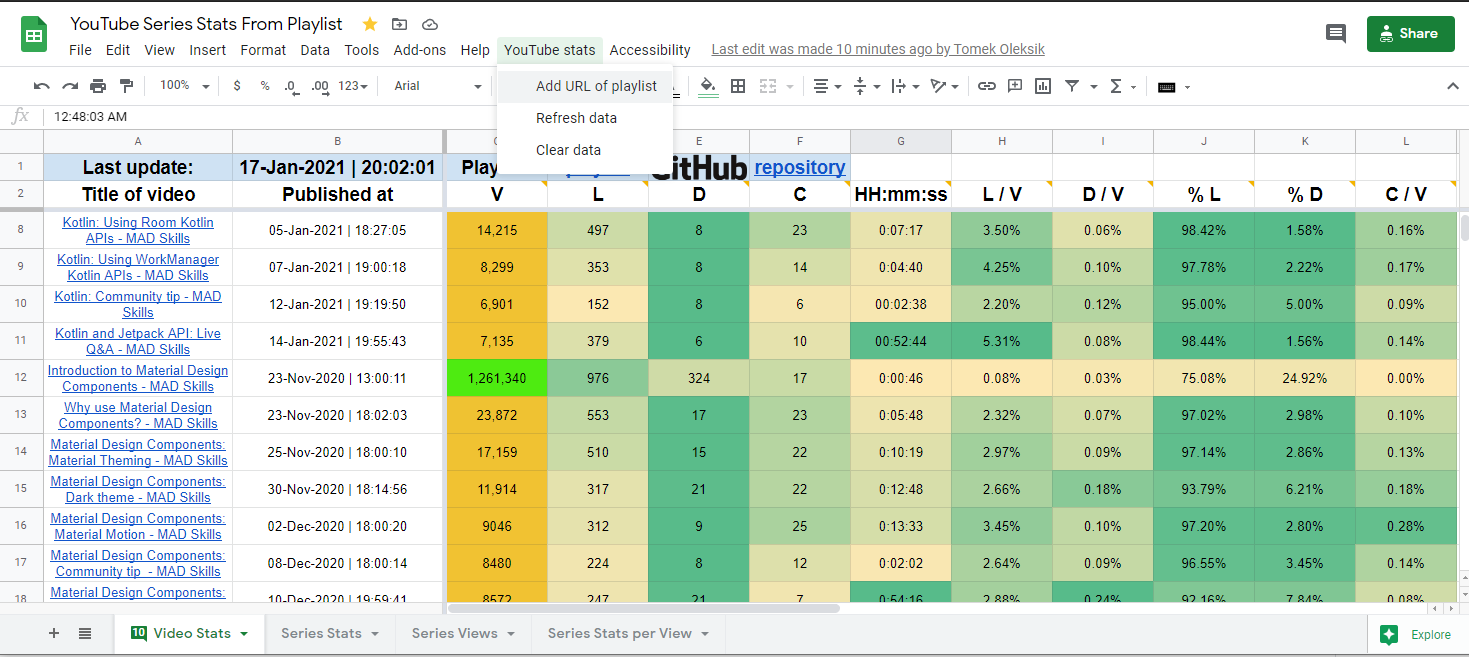 YouTube Series Stats From Playlist
File Edit View Insert Format Data Tools Add-ons Help YouTube stats Accessibility Last edit was made 10 minutes ago by Tomek Oleksik
Share
100% $ % .0 .00 123 Arial
Add URL of playlist
Refresh data
Clear data
fx 12:48:03 AM
A B C E F G H I J K L
1 Last update: 17-Jan-2021 | 20:02:01 GitHub repository
2 Title of video Published at V L D C HH:mm:ss L / V D / V % L % D C / V
8 Kotlin: Using Room Kotlin
APIs - MAD Skills 05-Jan-2021 | 18:27:05 14,215 497 8 23 0:07:17 3.50% 0.06% 98.42% 1.58% 0.16%
9 Kotlin: Using WorkManager
Kotlin APIs - MAD Skills 07-Jan-2021 | 19:00:18 8,299 353 8 14 0:04:40 4.25% 0.10% 97.78% 2.22% 0.17%
10 Kotlin: Community tip - MAD
Skills 12-Jan-2021 | 19:19:50 6,901 152 8 6 00:02:38 2.20% 0.12% 95.00% 5.00% 0.09%
11 Kotlin and Jetpack API: Live
Q&A - MAD Skills 14-Jan-2021 | 19:55:43 7,135 379 6 10 00:52:44 5.31% 0.08% 98.44% 1.56% 0.14%
12 Introduction to Material Design
Components - MAD Skills 23-Nov-2020 | 13:00:11 1,261,340 976 324 17 0:00:46 0.08% 0.03% 75.08% 24.92% 0.00%
13 Why use Material Design
Components? - MAD Skills 23-Nov-2020 | 18:02:03 23,872 553 17 23 0:05:48 2.32% 0.07% 97.02% 2.98% 0.10%
14 Material Design Components:
Material Theming - MAD Skills 25-Nov-2020 | 18:00:10 17,159 510 15 22 0:10:19 2.97% 0.09% 97.14% 2.86% 0.13%
15 Material Design Components:
Dark theme - MAD Skills 30-Nov-2020 | 18:14:56 11,914 317 21 22 0:12:48 2.66% 0.18% 93.79% 6.21% 0.18%
16 Material Design Components:
Material Motion - MAD Skills 02-Dec-2020 | 18:00:20 9046 312 9 25 0:13:33 3.45% 0.10% 97.20% 2.80% 0.28%
17 Material Design Components:
Community tip - MAD Skills 08-Dec-2020 | 18:00:14 8480 224 8 12 0:02:02 2.64% 0.09% 96.55% 3.45% 0.14%
18 Material Design Components:
10-Dec-2020 | 19:59:41 8572 247 21 7 0:54:16 2.88% 0.24% 92.16% 7.84% 0.08%
10 Video Stats Series Stats Series Views Series Stats per View Explore